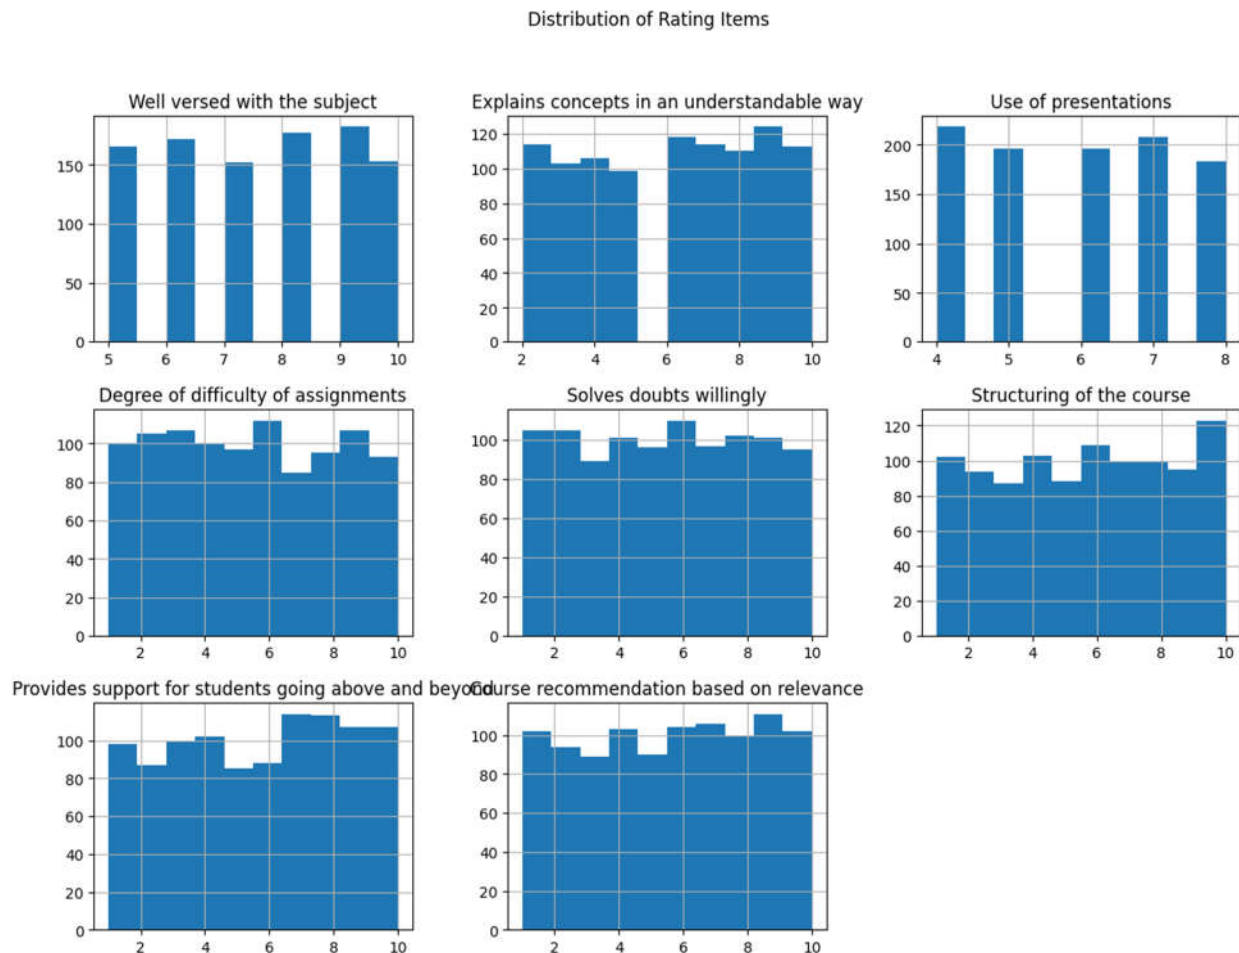 Distribution of Rating Items
Well versed with the subject
150
100
50
0
5 6 7 8 9 10
Explains concepts in an understandable way
120
100
80
60
40
20
0
2 4 6 8 10
Use of presentations
200
150
100
50
0
4 5 6 7 8
Degree of difficulty of assignments
100
80
60
40
20
0
2 4 6 8 10
Solves doubts willingly
100
80
60
40
20
0
2 4 6 8 10
Structuring of the course
120
100
80
60
40
20
0
2 4 6 8 10
Provides support for students going above and beyond
100
80
60
40
20
0
2 4 6 8 10
Course recommendation based on relevance
100
80
60
40
20
0
2 4 6 8 10